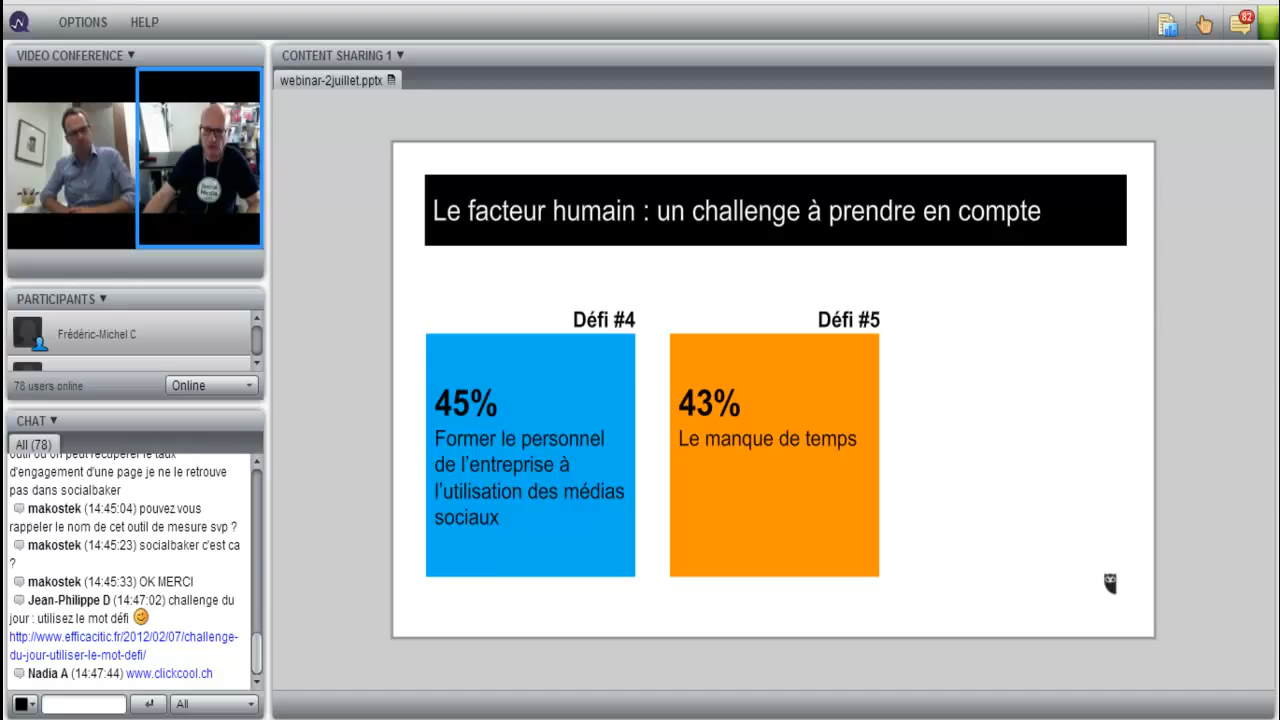 OPTIONS HELP
82
VIDEO CONFERENCE
Social
Media
PARTICIPANTS
Frédéric-Michel C
78 users online
Online
CHAT
All (78)
d'engagement d'une page je ne le retrouve
pas dans socialbaker
makostek (14:45:04) pouvez vous
rappeler le nom de cet outil de mesure svp ?
makostek (14:45:23) socialbaker c'est ca
?
makostek (14:45:33) OK MERCI
Jean-Philippe D (14:47:02) challenge du
jour : utilisez le mot défi
http://www.efficacitic.fr/2012/02/07/challenge-
du-jour-utiliser-le-mot-defi/
Nadia A (14:47:44) www.clickcool.ch
All
CONTENT SHARING 1
webinar-2juillet.pptx
Le facteur humain : un challenge à prendre en compte
Défi #4
45%
Former le personnel
de l'entreprise à
l'utilisation des médias
sociaux
Défi #5
43%
Le manque de temps